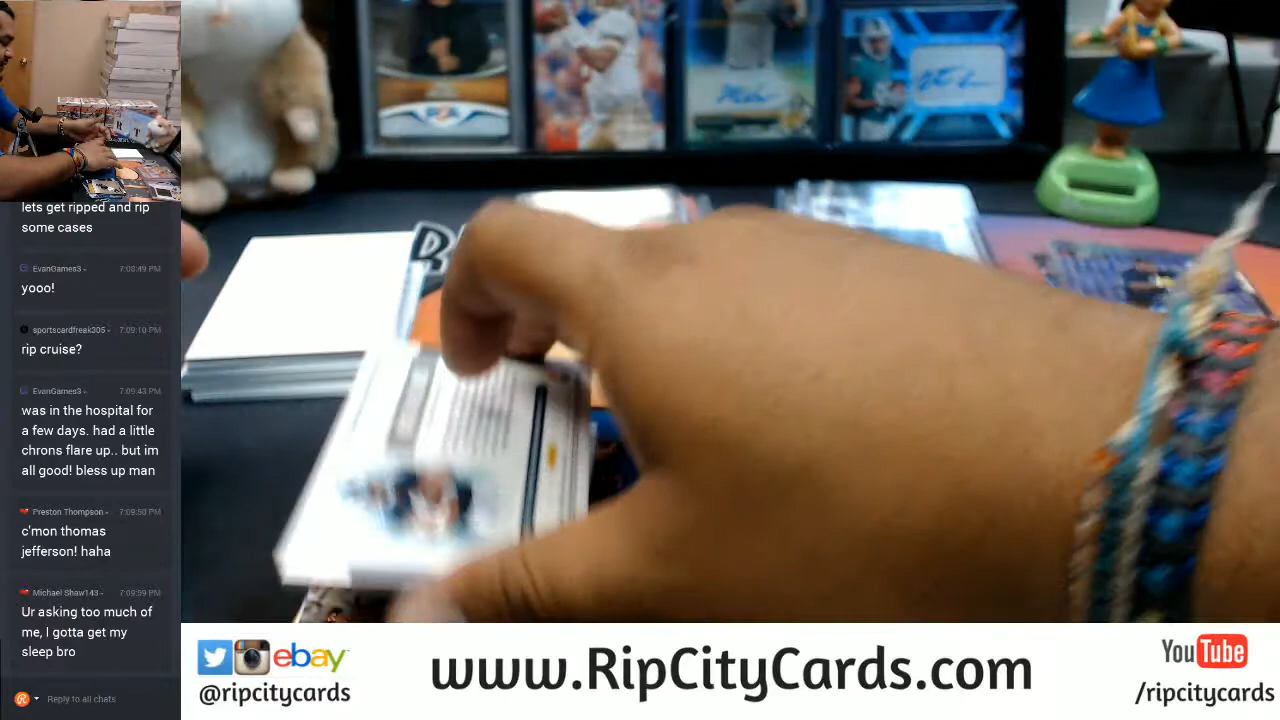 lets get ripped and rip
some cases
EvanGames3 - 7:08:49 PM
yooo!
sportscardfreak305 - 7:09:10 PM
rip cruise?
EvanGames3 - 7:09:43 PM
was in the hospital for
a few days. had a little
chrons flare up.. but im
all good! bless up man
Preston Thompson - 7:09:50 PM
c'mon thomas
jefferson! haha
Michael Shaw143 - 7:09:59 PM
Ur asking too much of
me, I gotta get my
sleep bro
Reply to all chats
ebay
@ripcitycards
www.RipCityCards.com
YouTube
/ripcitycards